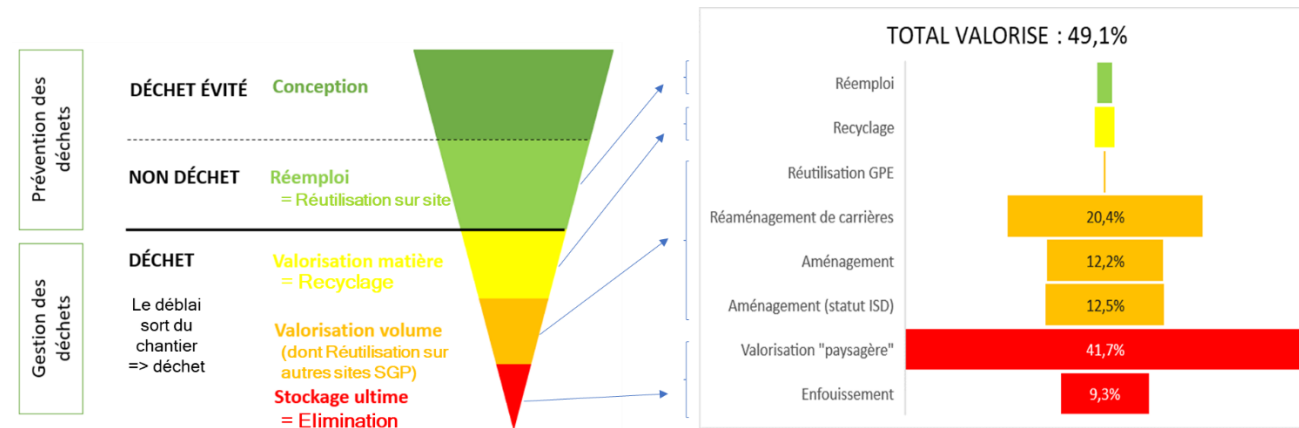 Prévention des
déchets
Gestion des
déchets
DÉCHET ÉVITÉ
Conception
NON DÉCHET
Réemploi
= Réutilisation sur site
DÉCHET
Le déblai
sort du
chantier
=> déchet
Valorisation matière
= Recyclage
Valorisation volume
(dont Réutilisation sur
autres sites SGP)
Stockage ultime
= Elimination
TOTAL VALORISE : 49,1%
Réemploi
Recyclage
Réutilisation GPE
Réaménagement de carrières
20,4%
Aménagement
12,2%
Aménagement (statut ISD)
12,5%
Valorisation "paysagère"
41,7%
Enfouissement
9,3%